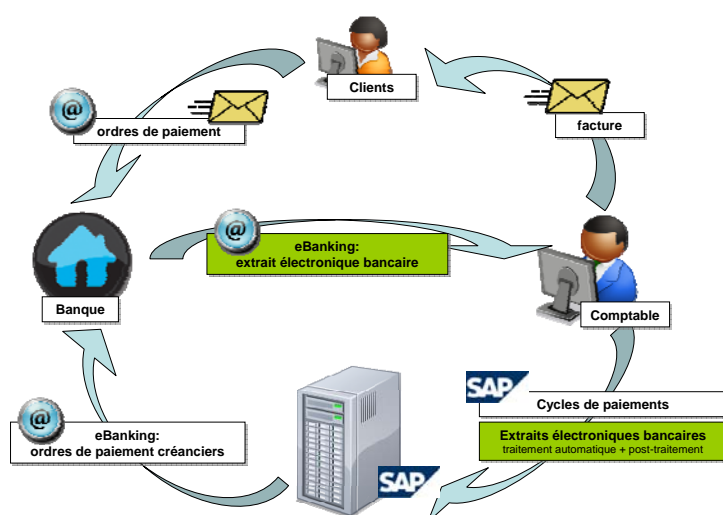 Clients
@
ordres de paiement
facture
@
eBanking:
extrait électronique bancaire
Banque
Comptable
SAP
Cycles de paiements
Extraits électroniques bancaires
traitement automatique + post-traitement
@
eBanking:
ordres de paiement créanciers
SAP